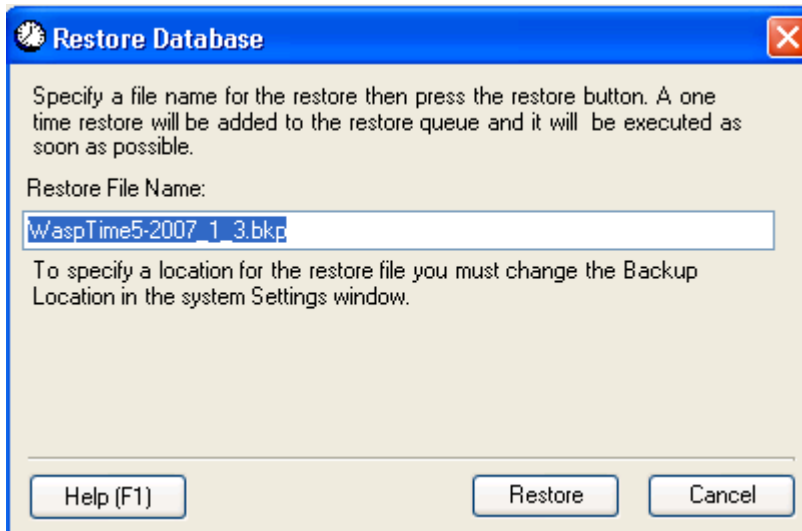 Restore Database
Specify a file name for the restore then press the restore button. A one
time restore will be added to the restore queue and it will be executed as
soon as possible.
Restore File Name:
WaspTime5-2007_1_3.bkp
To specify a location for the restore file you must change the Backup
Location in the system Settings window.
Help (F1)
Restore
Cancel